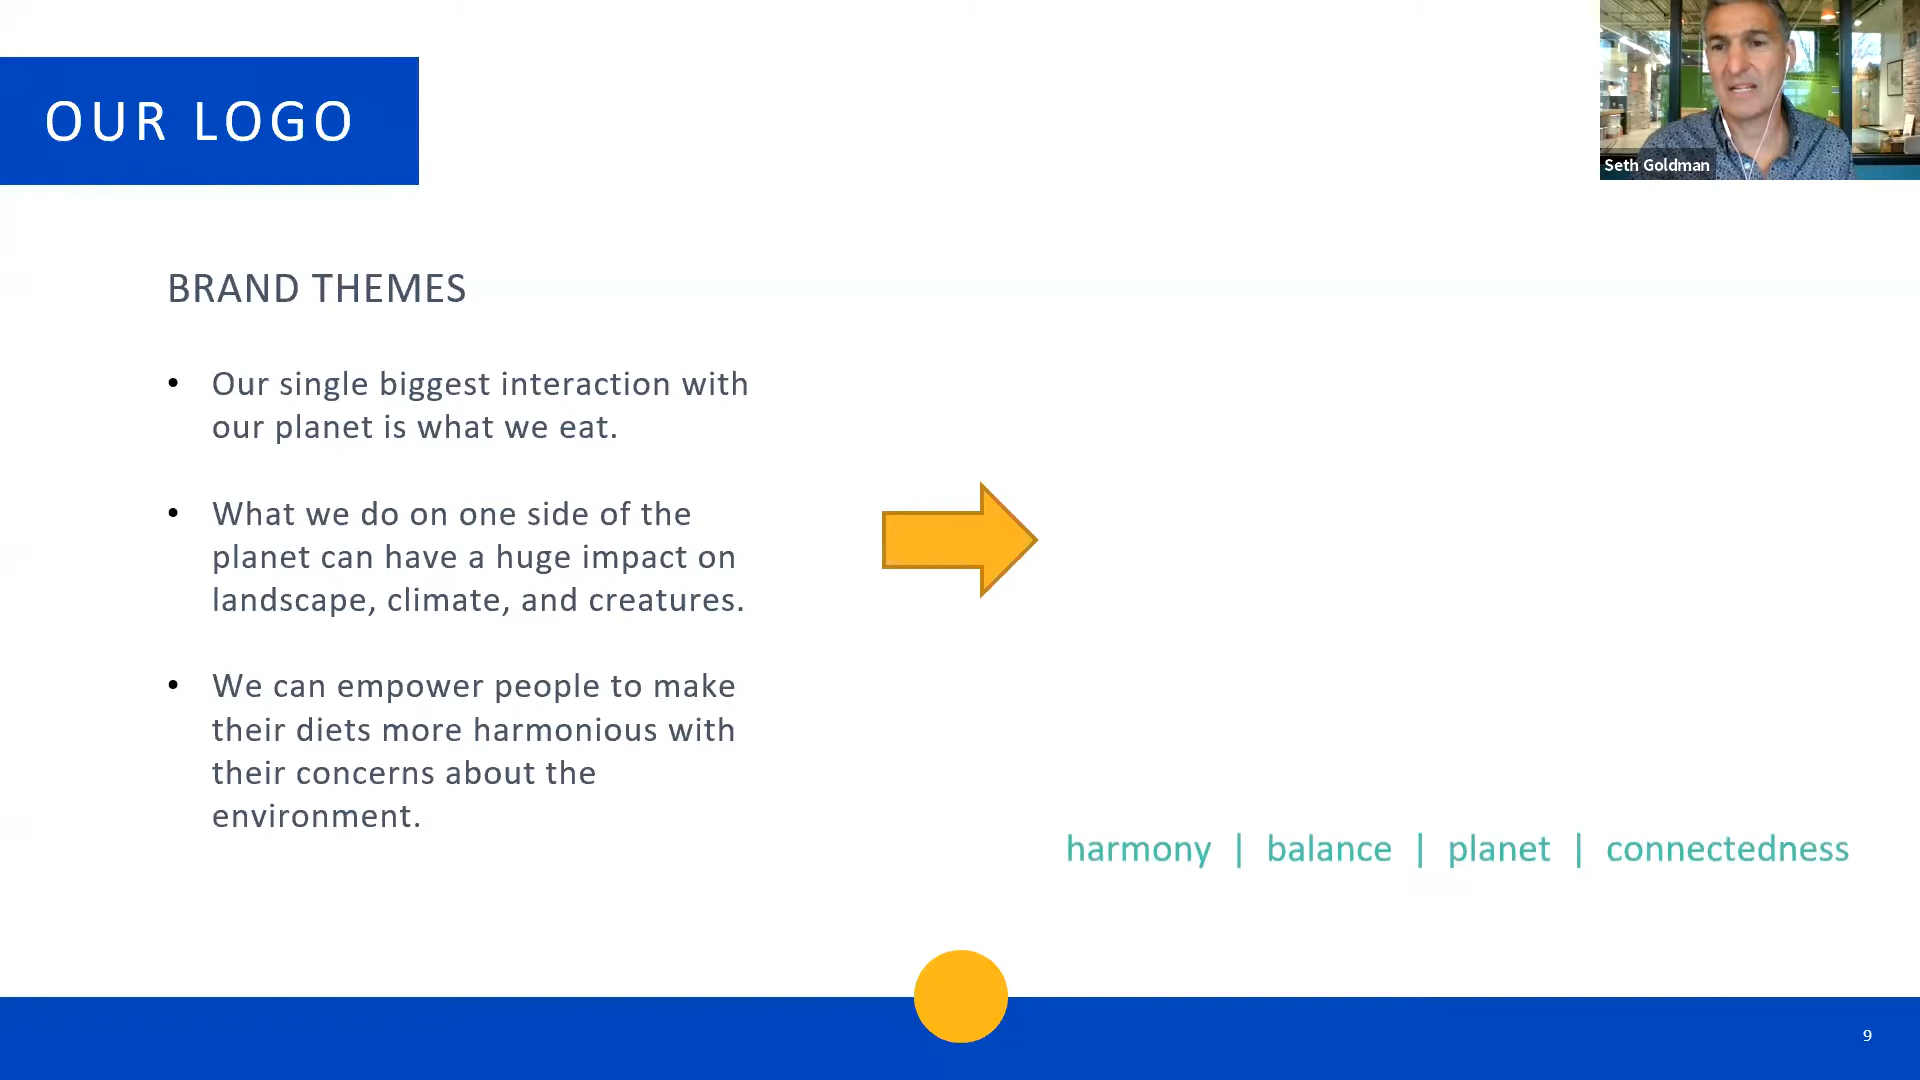 OUR LOGO
Seth Goldman
BRAND THEMES
• Our single biggest interaction with
our planet is what we eat.
• What we do on one side of the
planet can have a huge impact on
landscape, climate, and creatures.
• We can empower people to make
their diets more harmonious with
their concerns about the
environment.
harmony | balance | planet | connectedness
9